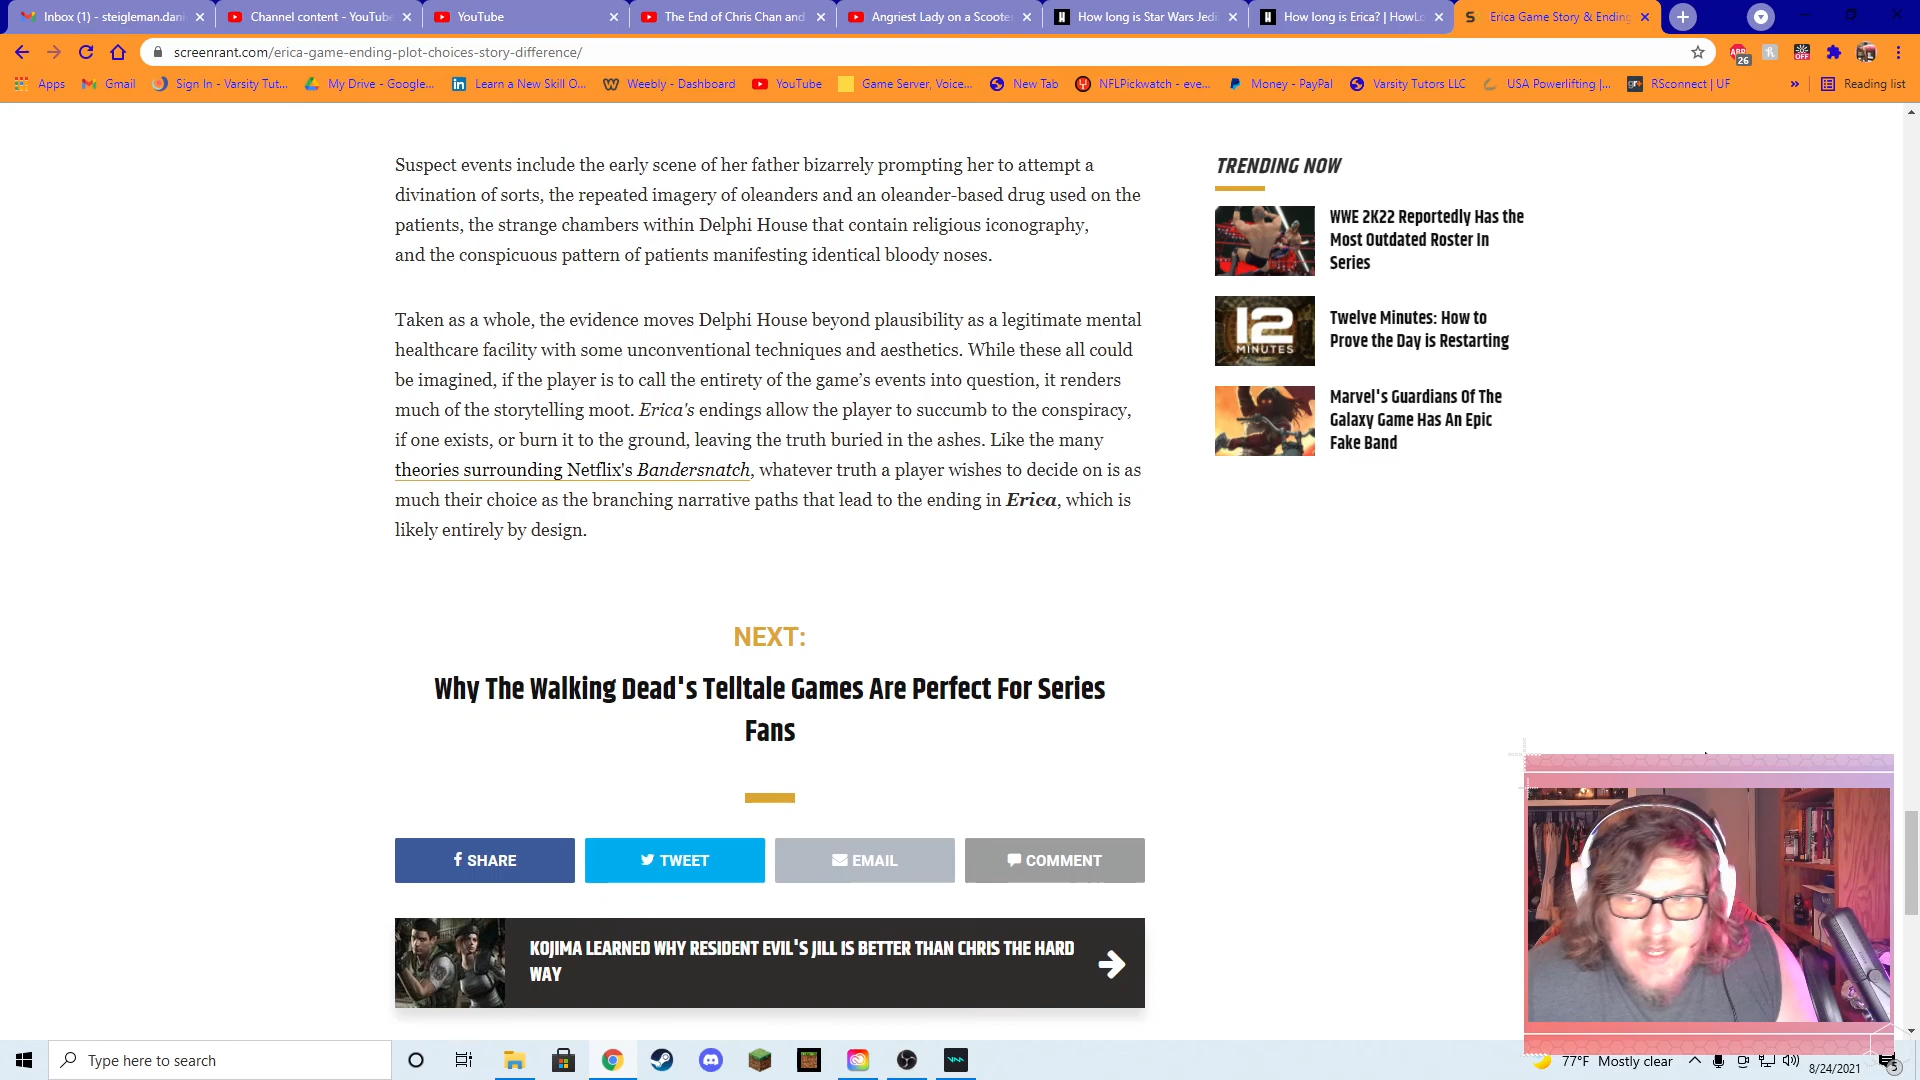 Inbox (1) - steigleman.dani
Channel content - YouTube
YouTube
The End of Chris Chan and
Angriest Lady on a Scooter
How long is Star Wars Jedi
How long is Erica? | HowLo
Erica Game Story & Ending
screenrant.com/erica-game-ending-plot-choices-story-difference/
26
OFF
Apps
Gmail
Sign In - Varsity Tut...
My Drive - Google...
Learn a New Skill O...
Weebly - Dashboard
YouTube
Game Server, Voice...
New Tab
NFLPickwatch - eve...
Money - PayPal
Varsity Tutors LLC
USA Powerlifting |...
RSconnect | UF
»
Reading list
Suspect events include the early scene of her father bizarrely prompting her to attempt a
divination of sorts, the repeated imagery of oleanders and an oleander-based drug used on the
patients, the strange chambers within Delphi House that contain religious iconography,
and the conspicuous pattern of patients manifesting identical bloody noses.
Taken as a whole, the evidence moves Delphi House beyond plausibility as a legitimate mental
healthcare facility with some unconventional techniques and aesthetics. While these all could
be imagined, if the player is to call the entirety of the game's events into question, it renders
much of the storytelling moot. Erica's endings allow the player to succumb to the conspiracy,
if one exists, or burn it to the ground, leaving the truth buried in the ashes. Like the many
theories surrounding Netflix's Bandersnatch, whatever truth a player wishes to decide on is as
much their choice as the branching narrative paths that lead to the ending in Erica, which is
likely entirely by design.
TRENDING NOW
WWE 2K22 Reportedly Has the
Most Outdated Roster In
Series
12
MINUTES
Twelve Minutes: How to
Prove the Day is Restarting
Marvel's Guardians Of The
Galaxy Game Has An Epic
Fake Band
NEXT:
Why The Walking Dead's Telltale Games Are Perfect For Series
Fans
SHARE
TWEET
EMAIL
COMMENT
KOJIMA LEARNED WHY RESIDENT EVIL'S JILL IS BETTER THAN CHRIS THE HARD
WAY
Type here to search
77°F Mostly clear
8/24/2021
5